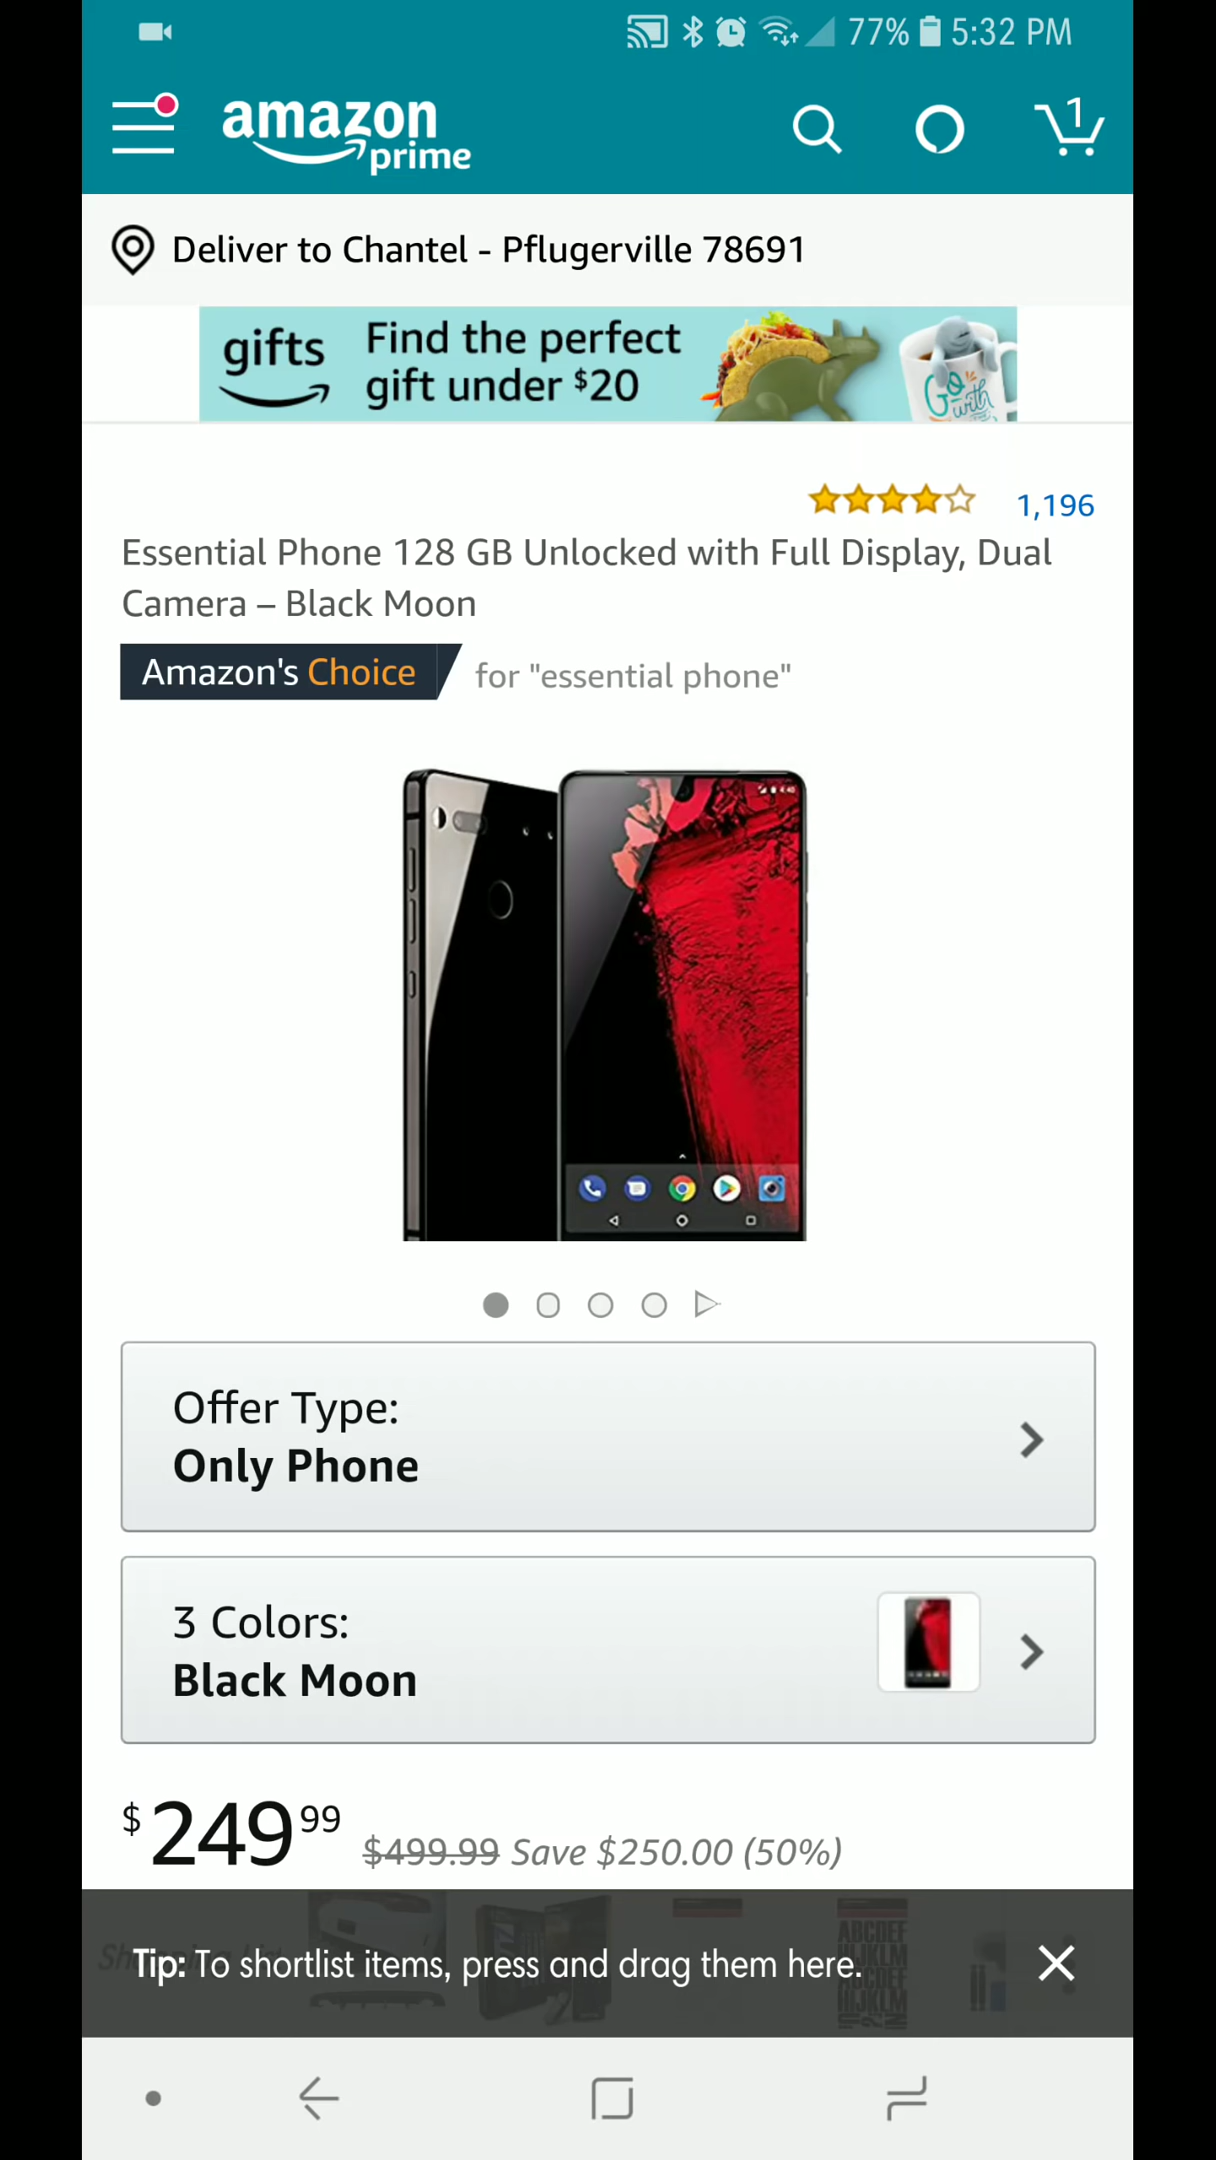 77% 5:32 PM
amazon
prime
1
Deliver to Chantel - Pflugerville 78691
gifts
Find the perfect
gift under $20
Go
with
1,196
Essential Phone 128 GB Unlocked with Full Display, Dual
Camera – Black Moon
Amazon's Choice for "essential phone"
Offer Type:
Only Phone
3 Colors:
Black Moon
$249 99 $499.99 Save $250.00 (50%)
Tip: To shortlist items, press and drag them here.